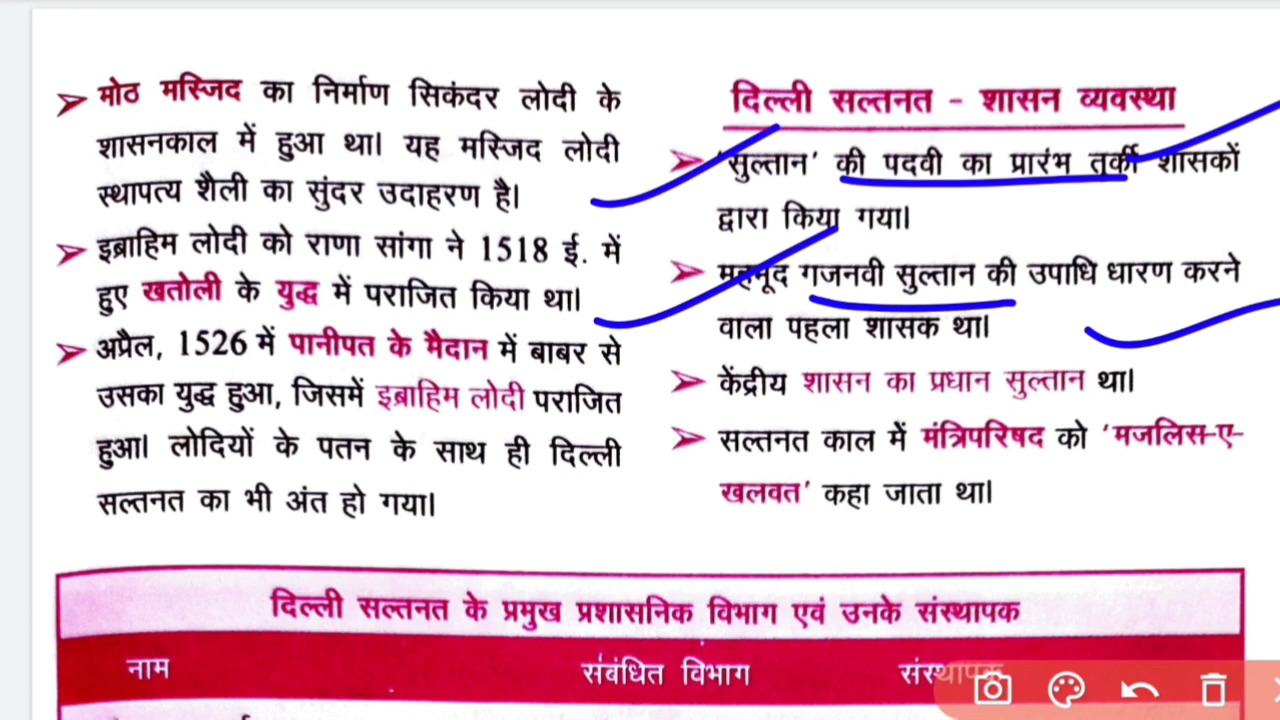 ➢ मोठ मस्जिद का निर्माण सिकंदर लोदी के
शासनकाल में हुआ था। यह मस्जिद लोदी
स्थापत्य शैली का सुंदर उदाहरण है।
➢ इब्राहिम लोदी को राणा सांगा ने 1518 ई. में
हुए खतोली के युद्ध में पराजित किया था।
➢ अप्रैल, 1526 में पानीपत के मैदान में बाबर से
उसका युद्ध हुआ, जिसमें इब्राहिम लोदी पराजित
हुआ। लोदियों के पतन के साथ ही दिल्ली
सल्तनत का भी अंत हो गया।
दिल्ली सल्तनत - शासन व्यवस्था
➢ 'सुल्तान' की पदवी का प्रारंभ तुर्की शासकों
द्वारा किया गया।
➢ महमूद गजनवी सुल्तान की उपाधि धारण करने
वाला पहला शासक था।
➢ केंद्रीय शासन का प्रधान सुल्तान था।
➢ सल्तनत काल में मंत्रिपरिषद को 'मजलिस-ए-
खलवत' कहा जाता था।
दिल्ली सल्तनत के प्रमुख प्रशासनिक विभाग एवं उनके संस्थापक
नाम संबंधित विभाग संस्थापक